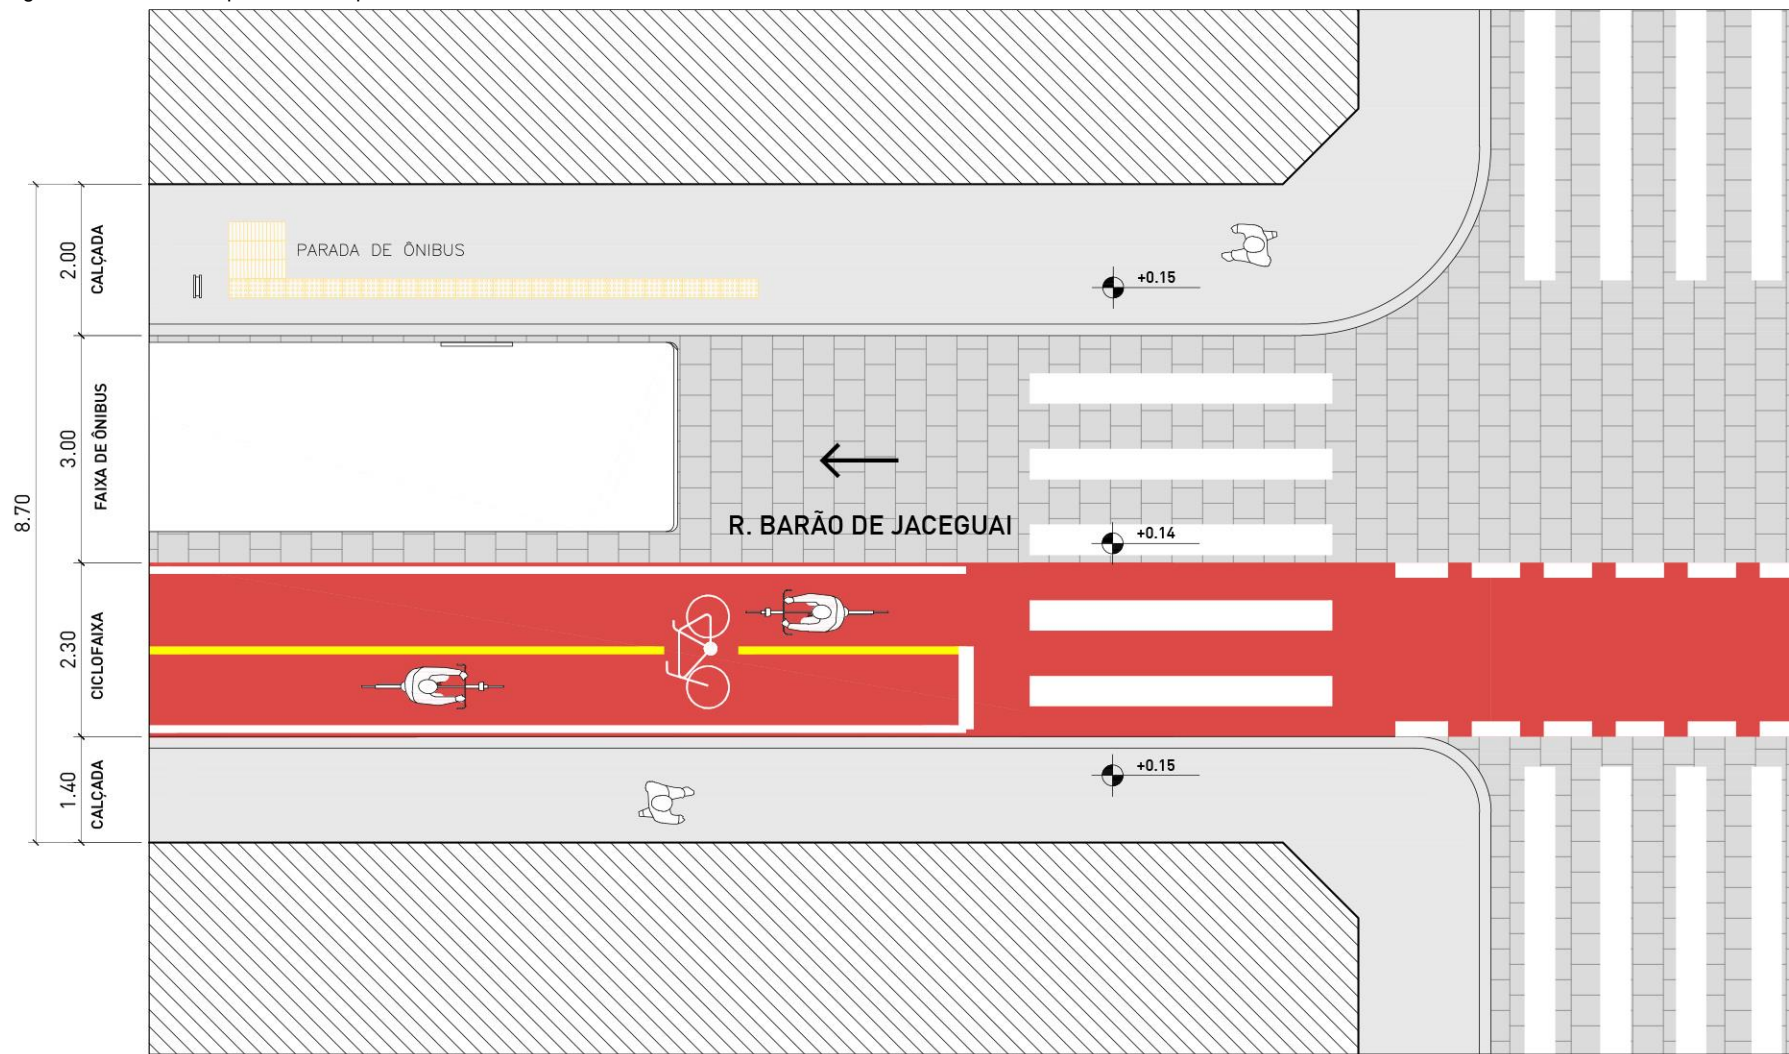 PARADA DE ÔNIBUS
2.00
CALÇADA
+0.15
3.00
FAIXA DE ÔNIBUS
8.70
R. BARÃO DE JACEGUAI
+0.14
2.30
CICLOFAIXA
+0.15
1.40
CALÇADA